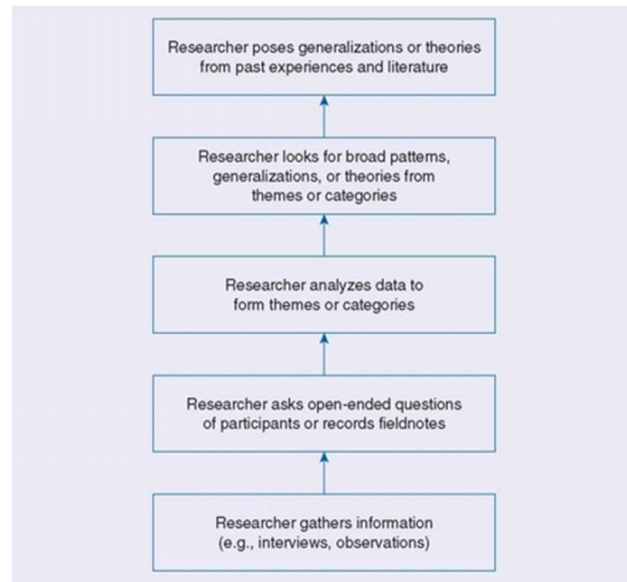 Researcher poses generalizations or theories
from past experiences and literature
Researcher looks for broad patterns,
generalizations, or theories from
themes or categories
Researcher analyzes data to
form themes or categories
Researcher asks open-ended questions
of participants or records fieldnotes
Researcher gathers information
(e.g., interviews, observations)